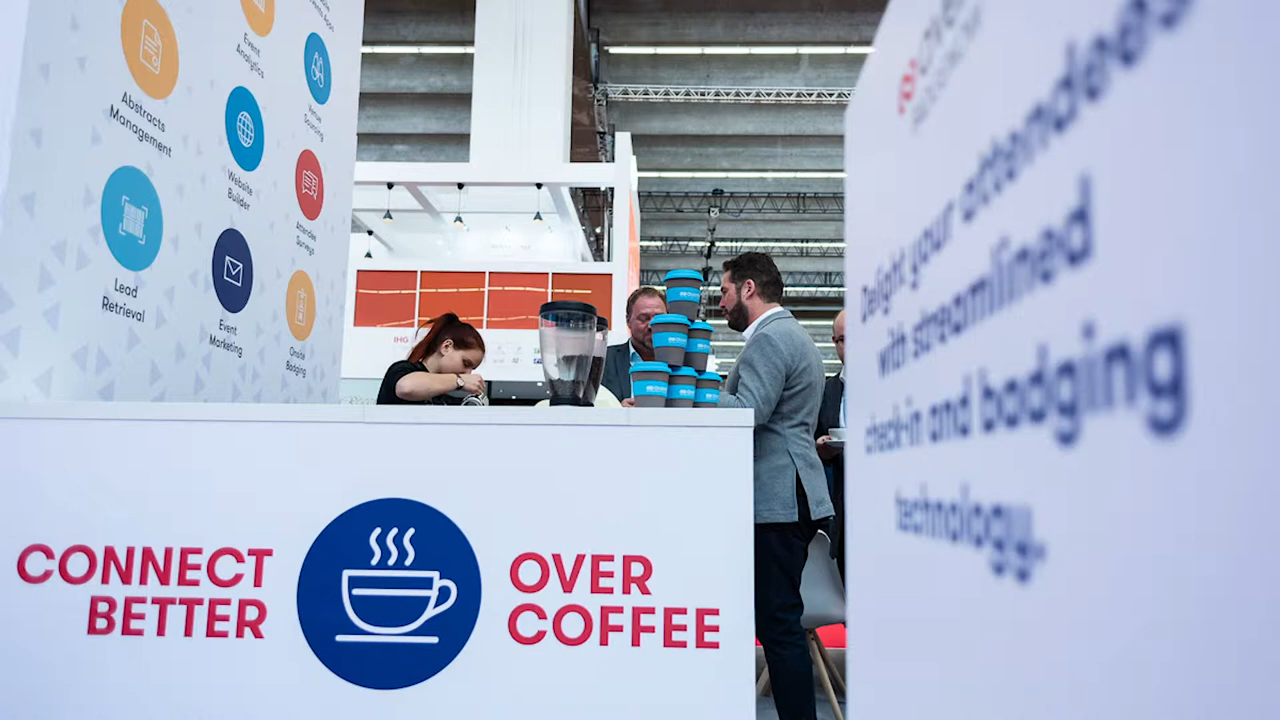 Abstracts
Management
Event
Analytics
Website
Builder
Venue
Sourcing
Attendee
Surveys
Lead
Retrieval
Event
Marketing
Onsite
Badging
IHG
CONNECT
BETTER
OVER
COFFEE
Delight your attendees
with streamlined
check-in and badging
technology.